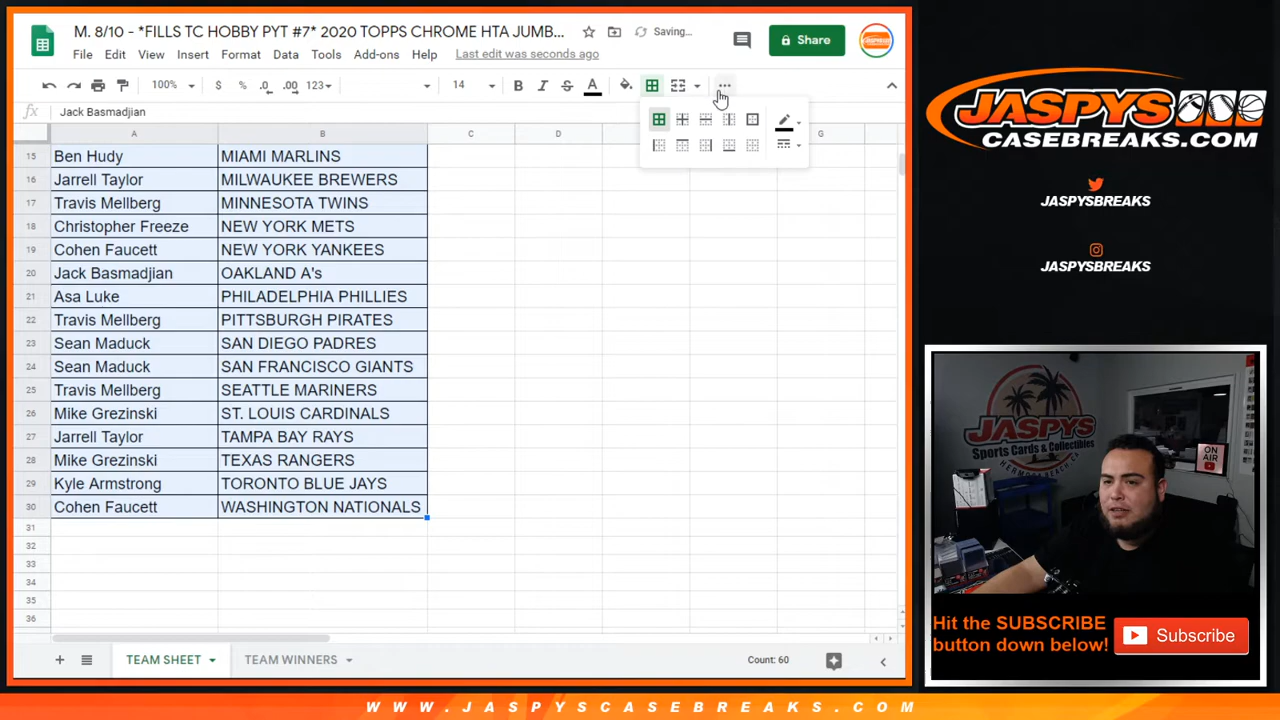 M. 8/10 - *FILLS TC HOBBY PYT #7* 2020 TOPPS CHROME HTA JUMB...
Saving...
Share
File Edit View Insert Format Data Tools Add-ons Help Last edit was seconds ago
100% $ % .0 .00 123 14 B I S A
fx Jack Basmadjian
A B C D G
15 Ben Hudy MIAMI MARLINS
16 Jarrell Taylor MILWAUKEE BREWERS
17 Travis Mellberg MINNESOTA TWINS
18 Christopher Freeze NEW YORK METS
19 Cohen Faucett NEW YORK YANKEES
20 Jack Basmadjian OAKLAND A's
21 Asa Luke PHILADELPHIA PHILLIES
22 Travis Mellberg PITTSBURGH PIRATES
23 Sean Maduck SAN DIEGO PADRES
24 Sean Maduck SAN FRANCISCO GIANTS
25 Travis Mellberg SEATTLE MARINERS
26 Mike Grezinski ST. LOUIS CARDINALS
27 Jarrell Taylor TAMPA BAY RAYS
28 Mike Grezinski TEXAS RANGERS
29 Kyle Armstrong TORONTO BLUE JAYS
30 Cohen Faucett WASHINGTON NATIONALS
31
32
33
34
35
36
TEAM SHEET TEAM WINNERS Count: 60
JASPYS
CASEBREAKS.COM
JASPYSBREAKS
JASPYSBREAKS
JASPYS
Sports Cards & Collectibles
HERMOSA BEACH
ON
AIR
Hit the SUBSCRIBE
button down below!
Subscribe
WWW.JASPYSCASEBREAKS.COM